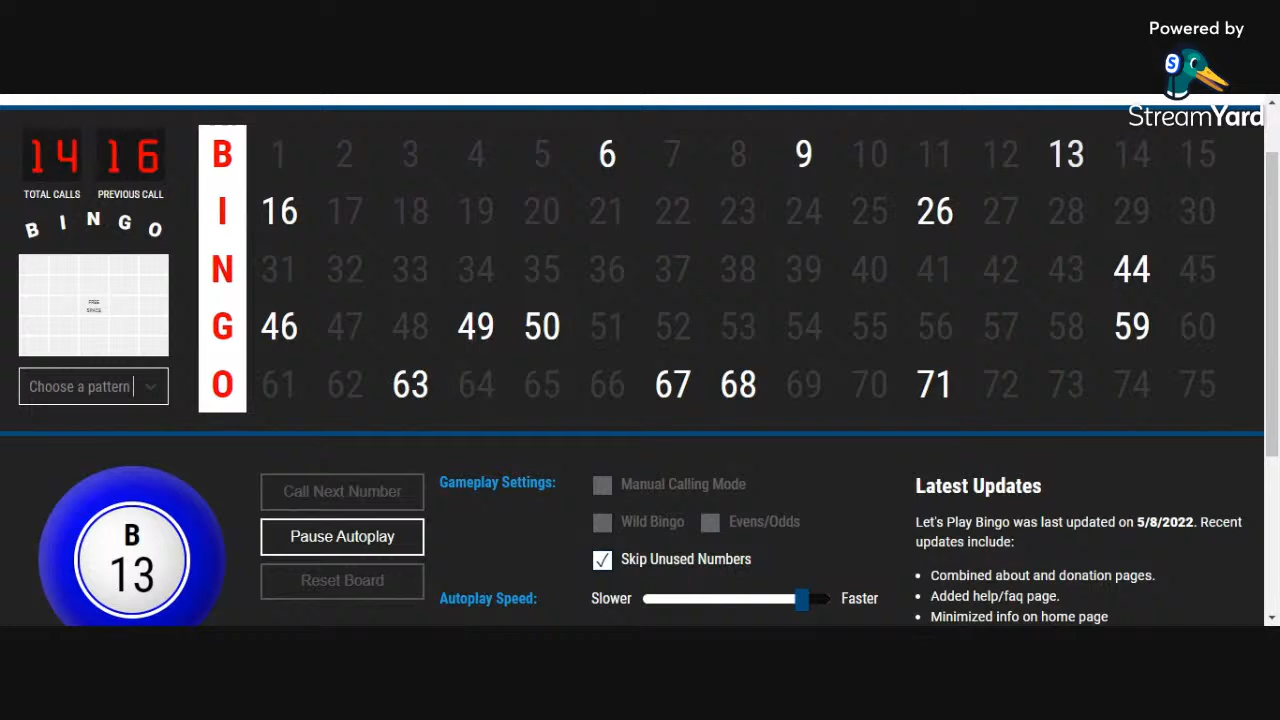 Powered by
S
StreamYard
14 16
TOTAL CALLS PREVIOUS CALL
B I N G O
FREE
SPACE
Choose a pattern
B 1 2 3 4 5 6 7 8 9 10 11 12 13 14 15
I 16 17 18 19 20 21 22 23 24 25 26 27 28 29 30
N 31 32 33 34 35 36 37 38 39 40 41 42 43 44 45
G 46 47 48 49 50 51 52 53 54 55 56 57 58 59 60
O 61 62 63 64 65 66 67 68 69 70 71 72 73 74 75
B
13
Call Next Number
Pause Autoplay
Reset Board
Gameplay Settings:
Manual Calling Mode
Wild Bingo Evens/Odds
Skip Unused Numbers
Autoplay Speed: Slower Faster
Latest Updates
Let's Play Bingo was last updated on 5/8/2022. Recent
updates include:
• Combined about and donation pages.
• Added help/faq page.
• Minimized info on home page